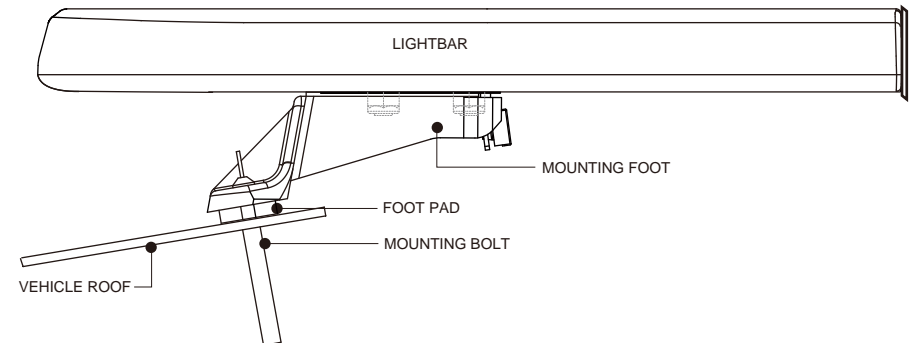 LIGHTBAR
MOUNTING FOOT
FOOT PAD
MOUNTING BOLT
VEHICLE ROOF